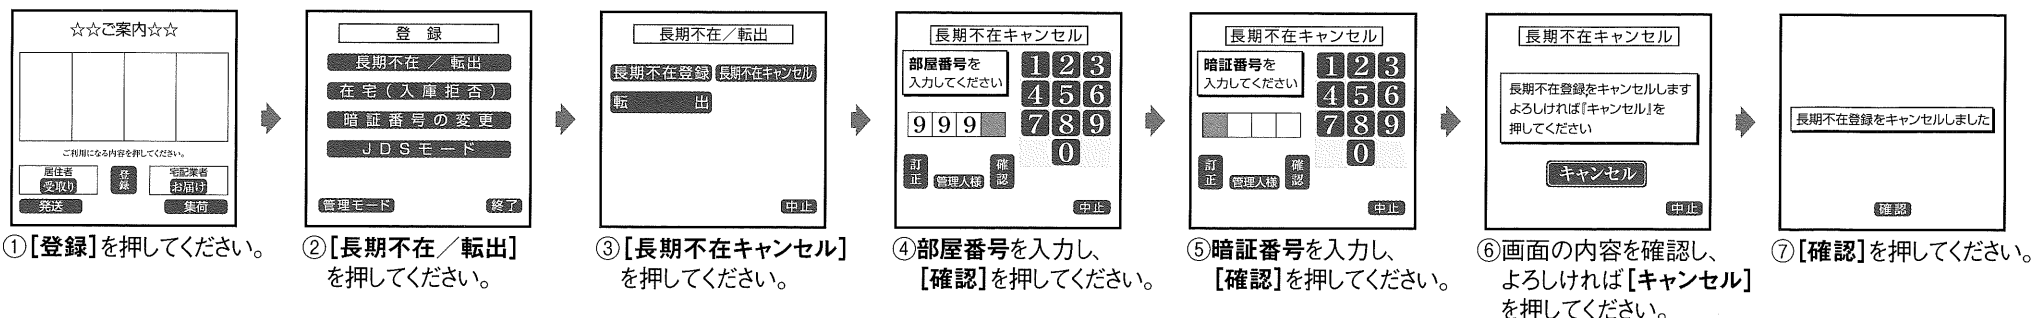 ☆☆ご案内☆☆
ご利用になる内容を押してください。
居住者
受取り
登録
宅配業者
お届け
発送
集荷
①[登録]を押してください。
登 録
長期不在 / 転出
在宅(入庫拒否)
暗証番号の変更
JDSモード
管理モード
終了
②[長期不在/転出]
を押してください。
長期不在/転出
長期不在登録
長期不在キャンセル
転 出
中止
③[長期不在キャンセル]
を押してください。
長期不在キャンセル
部屋番号を
入力してください
999
1 2 3
4 5 6
7 8 9
0
訂正
管理人様
確認
中止
④部屋番号を入力し、
[確認]を押してください。
長期不在キャンセル
暗証番号を
入力してください
1 2 3
4 5 6
7 8 9
0
訂正
管理人様
確認
中止
⑤暗証番号を入力し、
[確認]を押してください。
長期不在キャンセル
長期不在登録をキャンセルします
よろしければ『キャンセル』を
押してください
キャンセル
中止
⑥画面の内容を確認し、
よろしければ[キャンセル]
を押してください。
長期不在登録をキャンセルしました
確認
⑦[確認]を押してください。